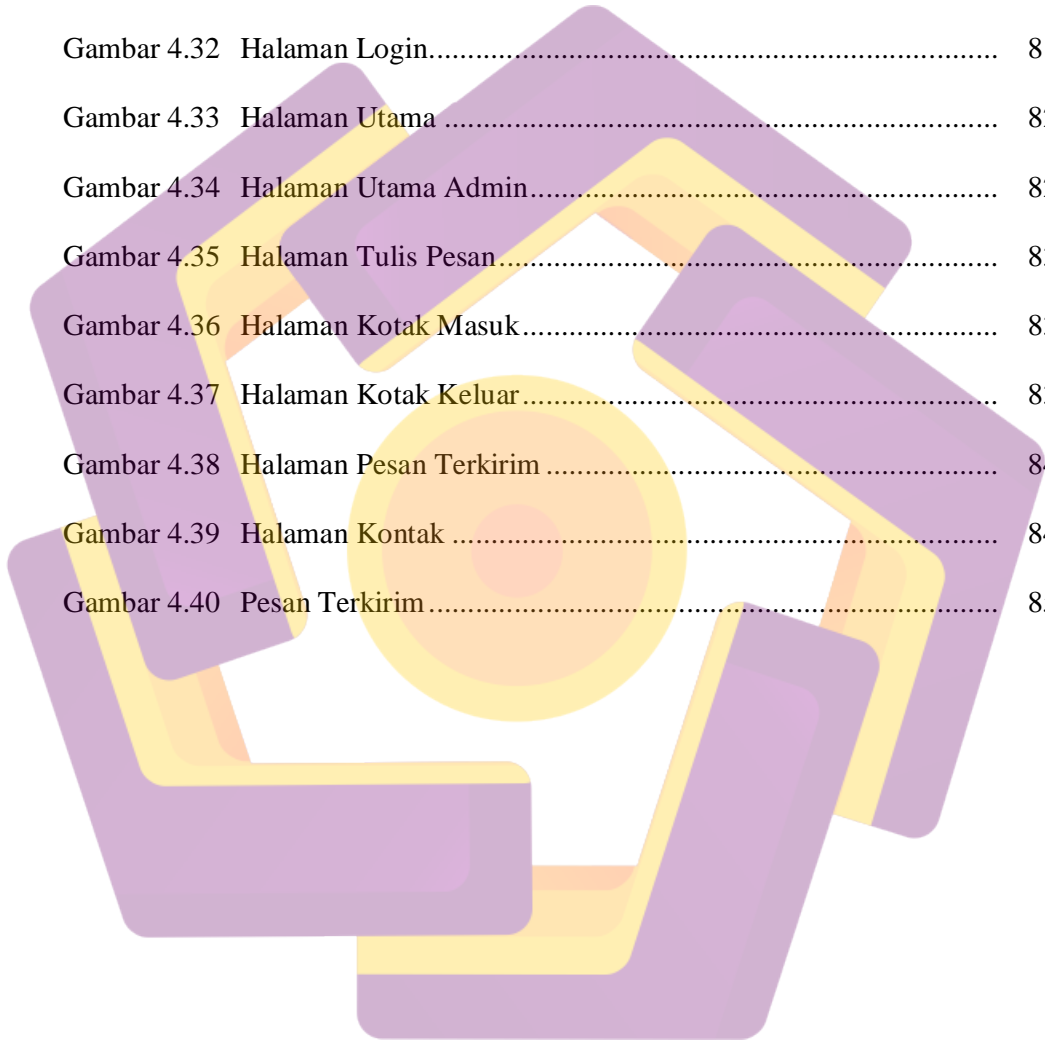 Gambar 4.32 Halaman Login........................................................................ 8
Gambar 4.33 Halaman Utama ...................................................................... 8
Gambar 4.34 Halaman Utama Admin........................................................... 8
Gambar 4.35 Halaman Tulis Pesan............................................................... 8
Gambar 4.36 Halaman Kotak Masuk............................................................ 8
Gambar 4.37 Halaman Kotak Keluar............................................................ 8
Gambar 4.38 Halaman Pesan Terkirim ......................................................... 84
Gambar 4.39 Halaman Kontak ..................................................................... 84
Gambar 4.40 Pesan Terkirim........................................................................ 8